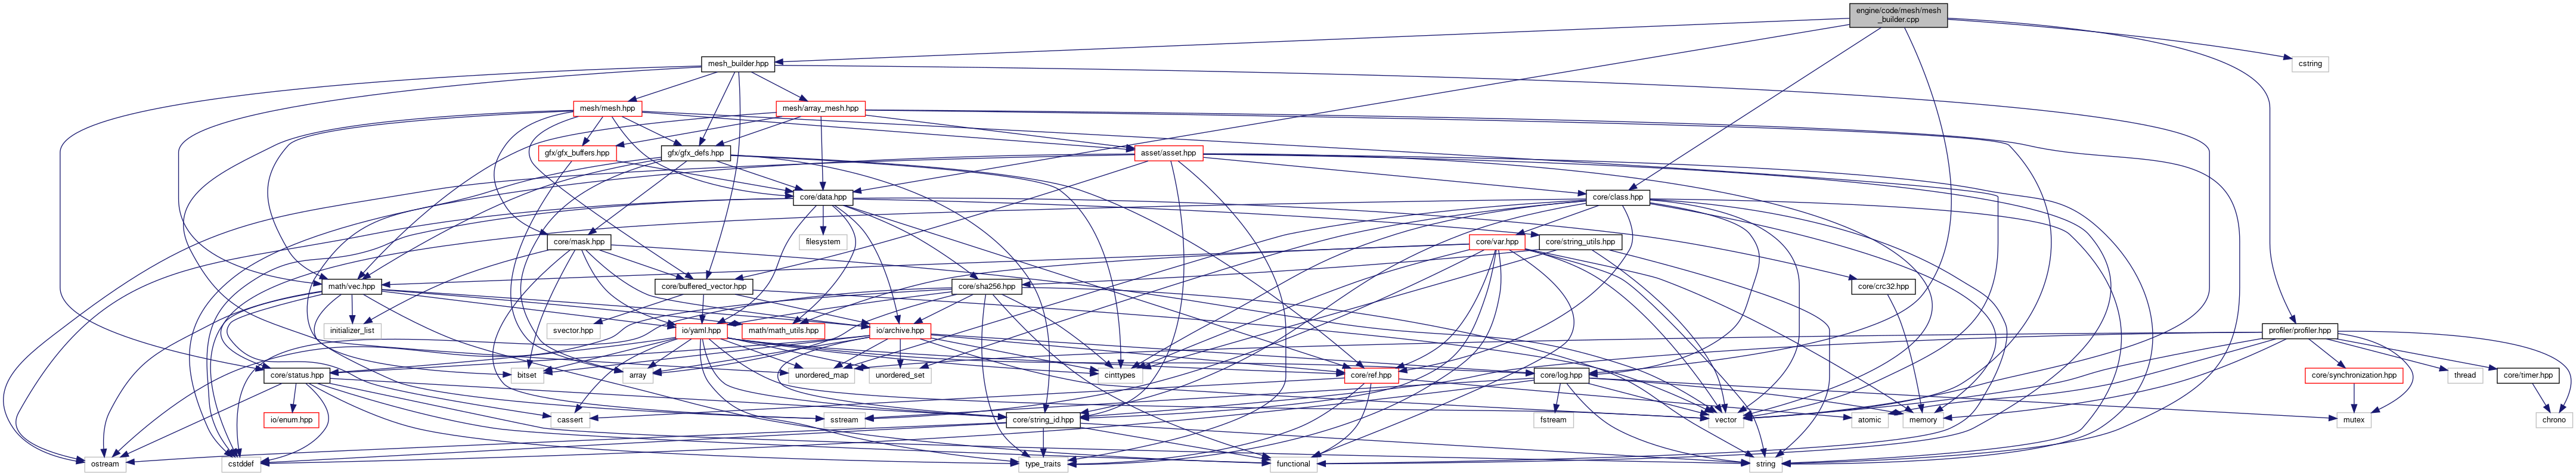 engine/code/mesh/mesh
_builder.cpp
mesh_builder.hpp
cstring
mesh/mesh.hpp
mesh/array_mesh.hpp
gfx/gfx_buffers.hpp
gfx/gfx_defs.hpp
asset/asset.hpp
core/data.hpp
core/class.hpp
filesystem
core/mask.hpp
core/var.hpp
core/string_utils.hpp
math/vec.hpp
core/buffered_vector.hpp
core/sha256.hpp
core/crc32.hpp
initializer_list
svector.hpp
io/yaml.hpp
math/math_utils.hpp
io/archive.hpp
profiler/profiler.hpp
core/status.hpp
bitset
array
unordered_map
unordered_set
cinttypes
core/ref.hpp
core/log.hpp
core/synchronization.hpp
thread
core/timer.hpp
io/enum.hpp
cassert
sstream
core/string_id.hpp
fstream
vector
atomic
memory
mutex
chrono
ostream
cstddef
type_traits
functional
string